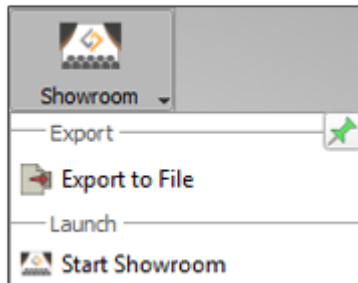 Showroom
Export
Export to File
Launch
Start Showroom